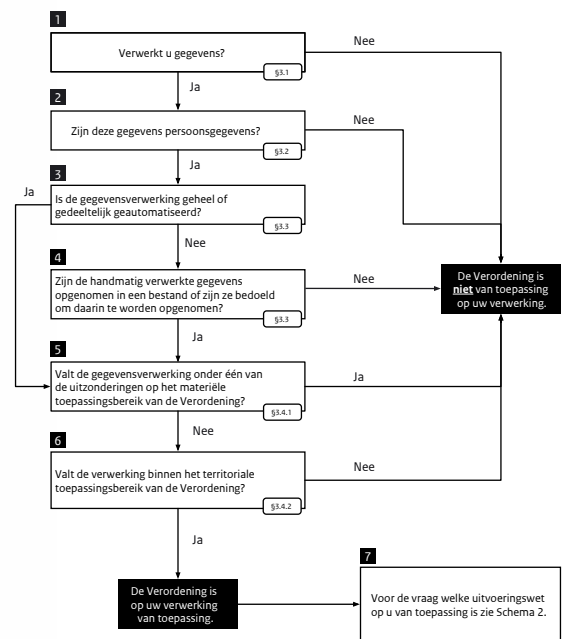 1
Verwerkt u gegevens?
Nee
§3.1
Ja
2
Zijn deze gegevens persoonsgegevens?
Nee
§3.2
Ja
3
Ja
Is de gegevensverwerking geheel of
gedeeltelijk geautomatiseerd?
§3.3
Nee
4
Zijn de handmatig verwerkte gegevens
opgenomen in een bestand of zijn ze bedoeld
om daarin te worden opgenomen?
Nee
§3.3
De Verordening is
niet van toepassing
op uw verwerking.
Ja
5
Valt de gegevensverwerking onder één van
de uitzonderingen op het materiële
toepassingsbereik van de Verordening?
Ja
§3.4.1
Nee
6
Valt de verwerking binnen het territoriale
toepassingsbereik van de Verordening?
Nee
§3.4.2
Ja
De Verordening is
op uw verwerking
van toepassing.
7
Voor de vraag welke uitvoeringswet
op u van toepassing is zie Schema 2.